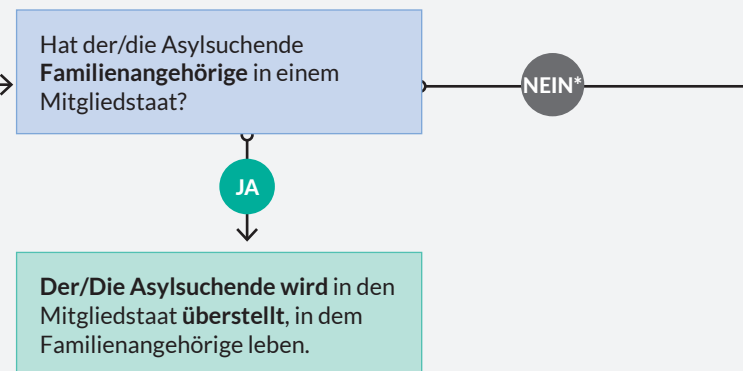 Hat der/die Asylsuchende
Familienangehörige in einem
Mitgliedstaat?
NEIN*
JA
Der/Die Asylsuchende wird in den
Mitgliedstaat überstellt, in dem
Familienangehörige leben.